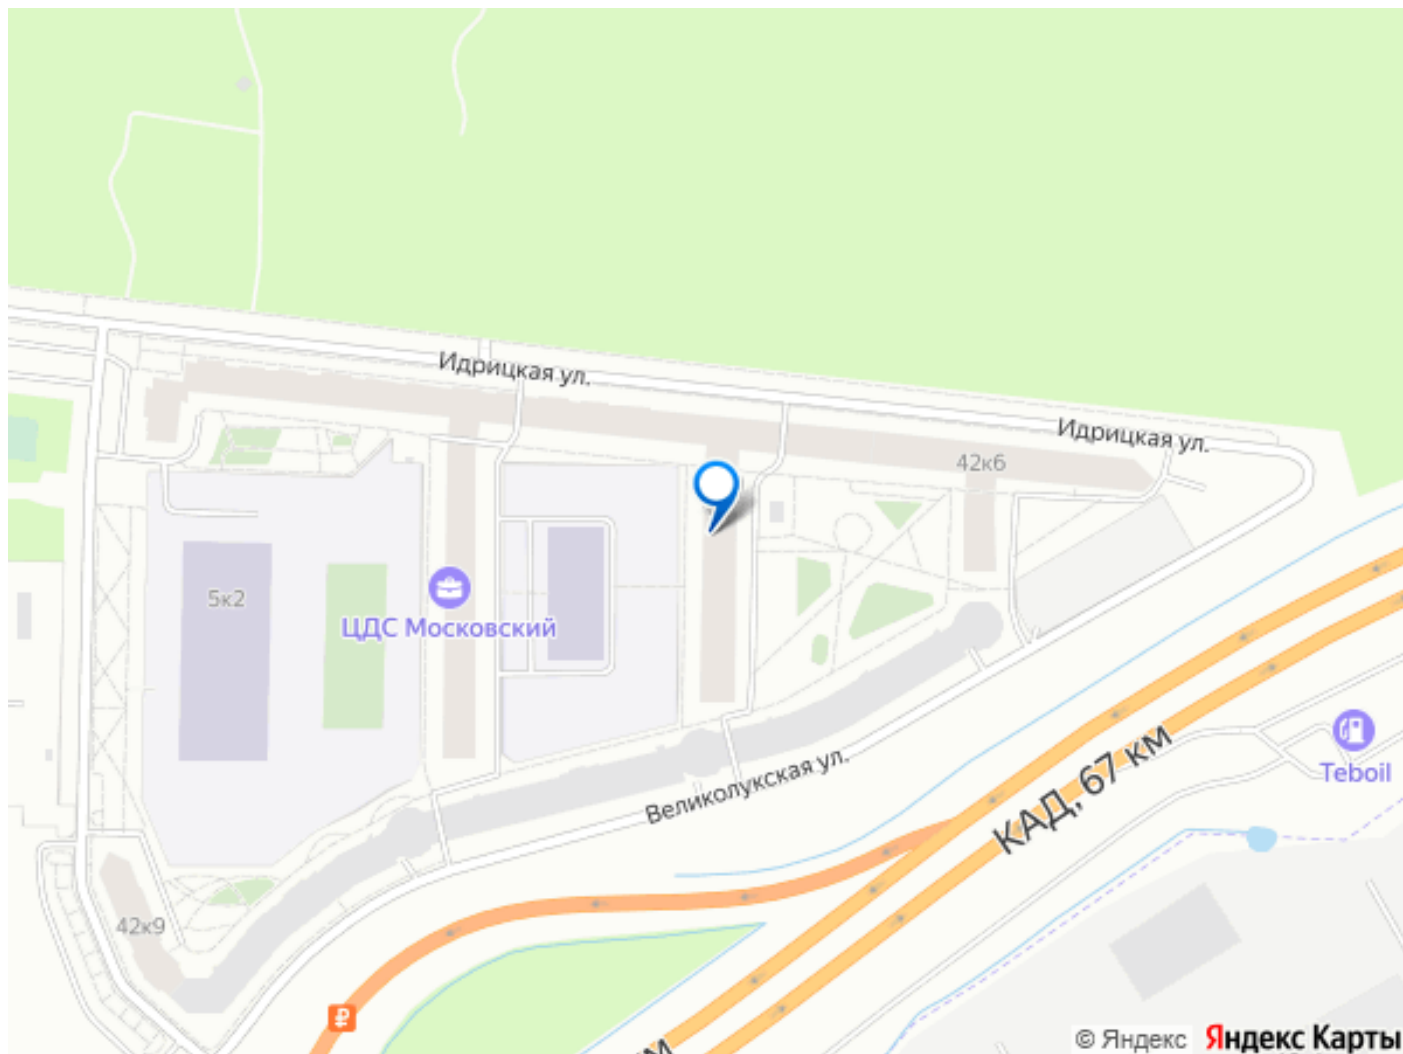 Идрицкая ул.
Идрицкая ул.
42к6
5к2
ЦДС Московский
Teboil
Великолукская ул.
КАД, 67 км
42к9
₽
© Яндекс Яндекс Карты